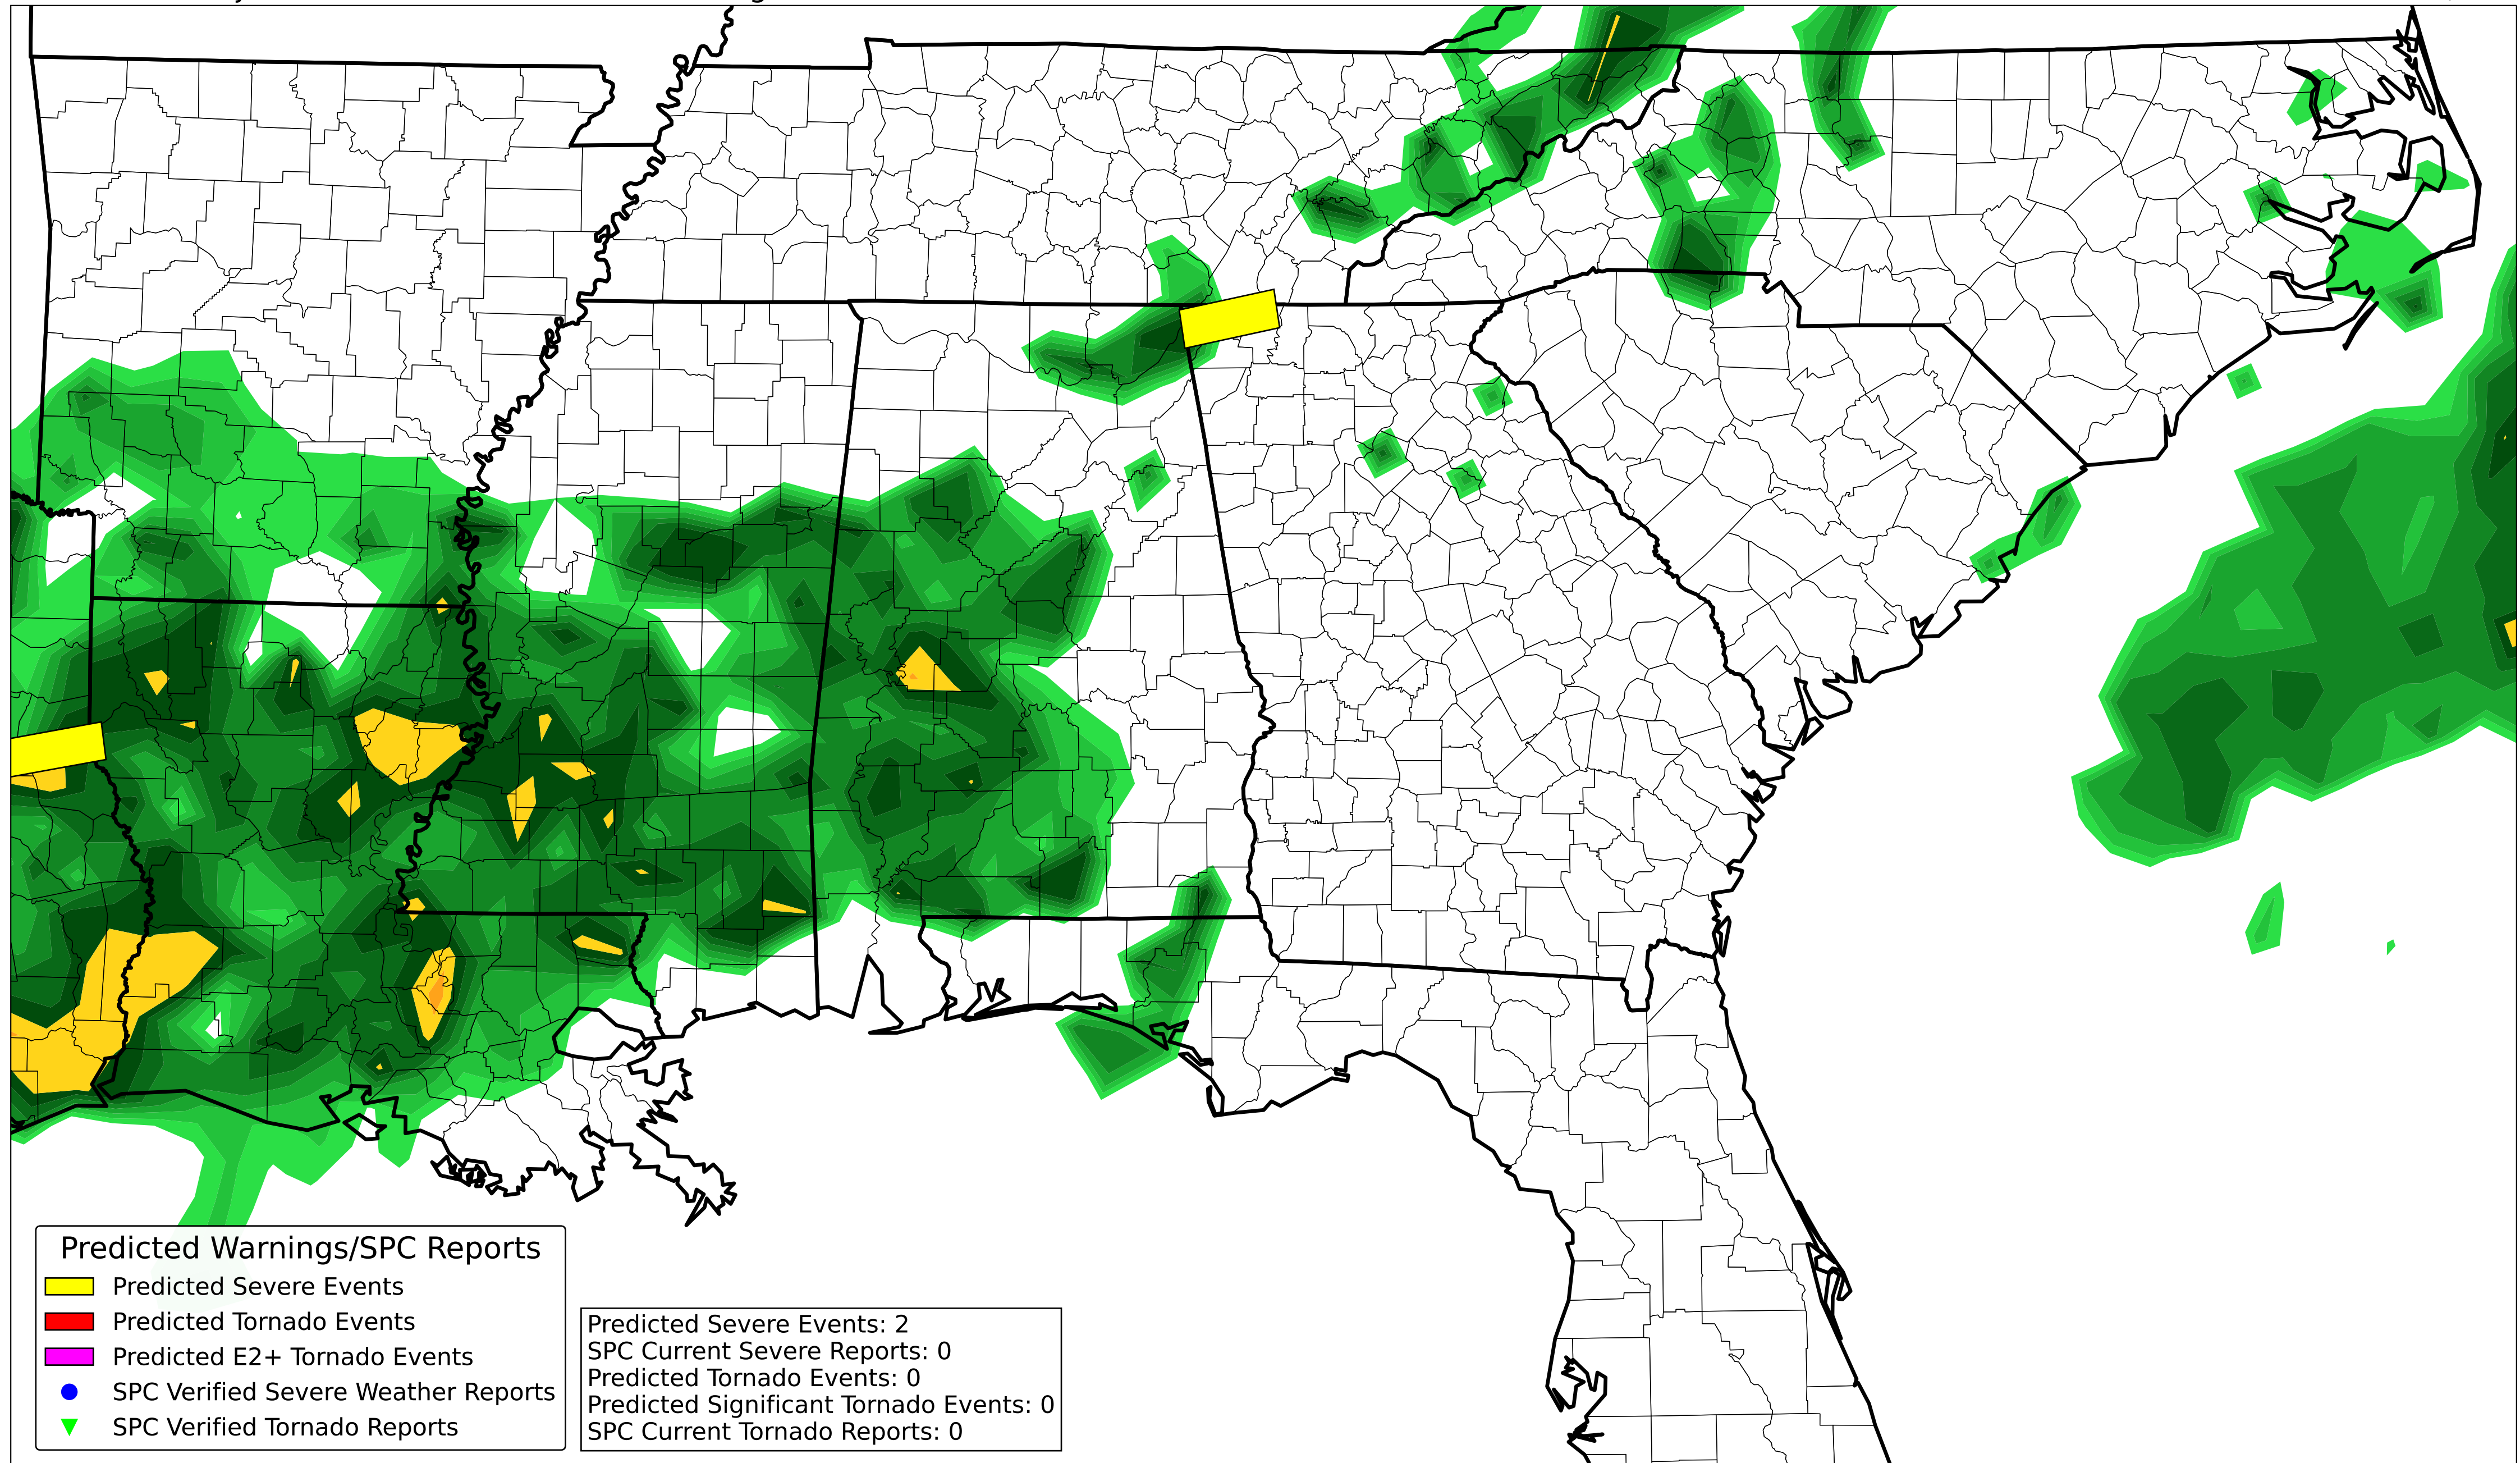 Predicted Warnings/SPC Reports
Predicted Severe Events
Predicted Tornado Events
Predicted E2+ Tornado Events
SPC Verified Severe Weather Reports
SPC Verified Tornado Reports
Predicted Severe Events: 2
SPC Current Severe Reports: 0
Predicted Tornado Events: 0
Predicted Significant Tornado Events: 0
SPC Current Tornado Reports: 0